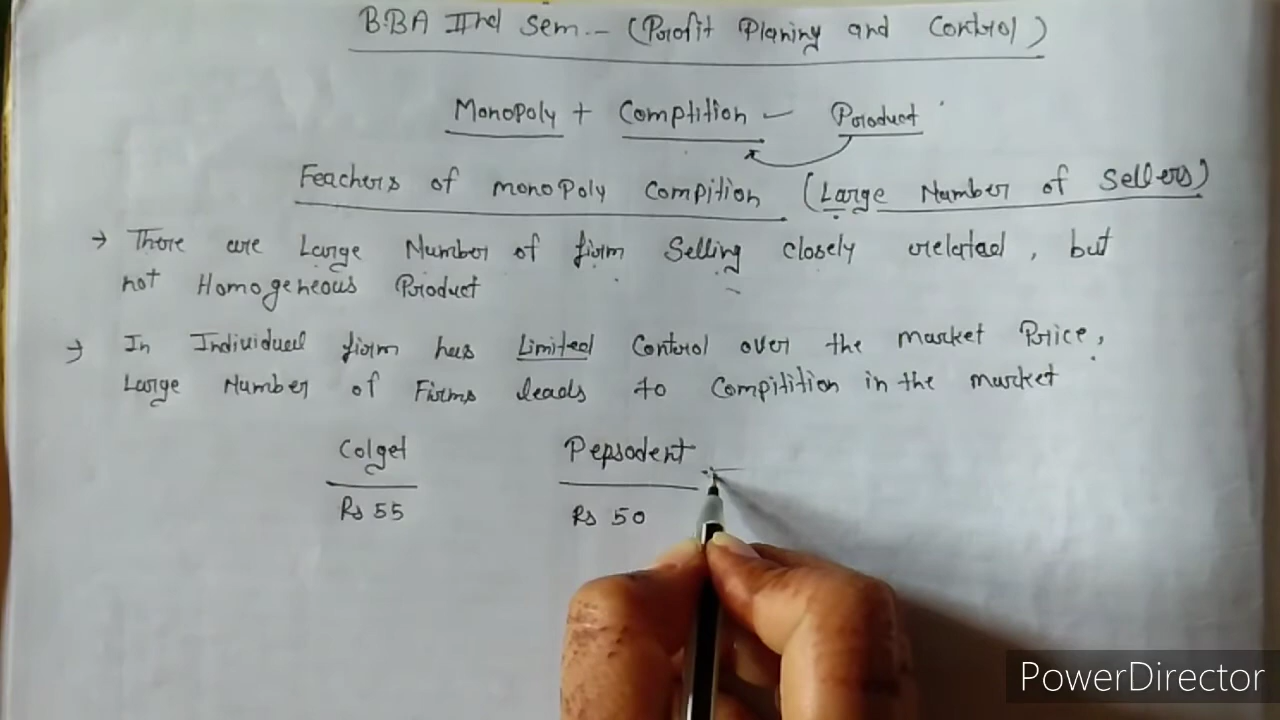 B.B.A IInd Sem. - (Profit Planing and Control)
Monopoly + Comptition - Product
Feachers of monopoly Compition (Large Number of Sellers)
→ There are Large Number of firm Selling closely related, but
not Homogeneous Product
→ In Individual firm has Limited Control over the market Price,
Large Number of Firms leads to Compitition in the market
Colget Pepsodent
Rs 55 Rs 50
PowerDirector